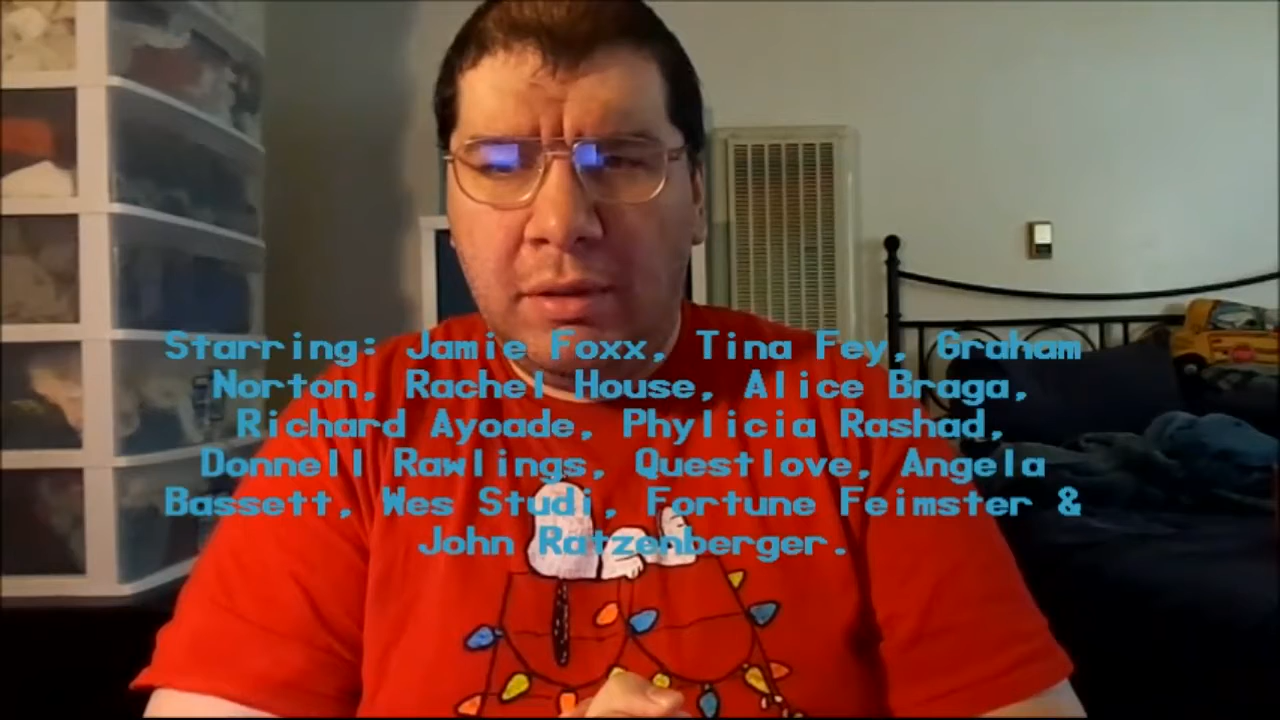 Starring: Jamie Foxx, Tina Fey, Graham
Norton, Rachel House, Alice Braga,
Richard Ayoade, Phylicia Rashad,
Donnell Rawlings, Questlove, Angela
Bassett, Wes Studi, Fortune Feimster &
John Ratzenberger.